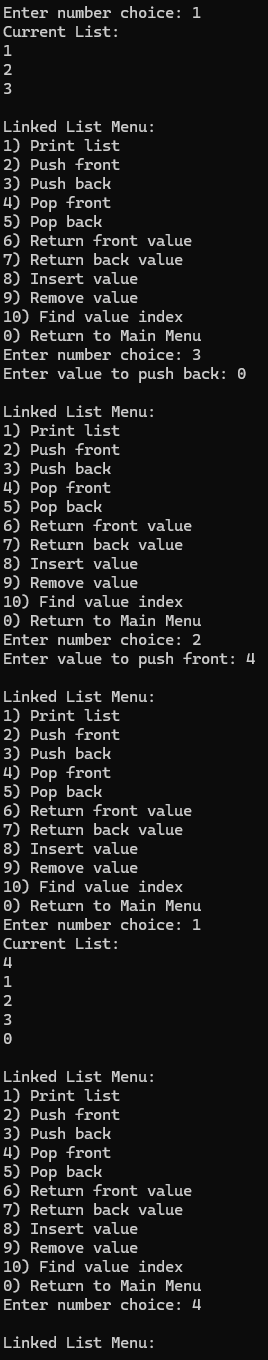 Enter number choice: 1
Current List:
1
2
3
Linked List Menu:
1) Print list
2) Push front
3) Push back
4) Pop front
5) Pop back
6) Return front value
7) Return back value
8) Insert value
9) Remove value
10) Find value index
0) Return to Main Menu
Enter number choice: 3
Enter value to push back: 0
Linked List Menu:
1) Print list
2) Push front
3) Push back
4) Pop front
5) Pop back
6) Return front value
7) Return back value
8) Insert value
9) Remove value
10) Find value index
0) Return to Main Menu
Enter number choice: 2
Enter value to push front: 4
Linked List Menu:
1) Print list
2) Push front
3) Push back
4) Pop front
5) Pop back
6) Return front value
7) Return back value
8) Insert value
9) Remove value
10) Find value index
0) Return to Main Menu
Enter number choice: 1
Current List:
4
1
2
3
0
Linked List Menu:
1) Print list
2) Push front
3) Push back
4) Pop front
5) Pop back
6) Return front value
7) Return back value
8) Insert value
9) Remove value
10) Find value index
0) Return to Main Menu
Enter number choice: 4
Linked List Menu: